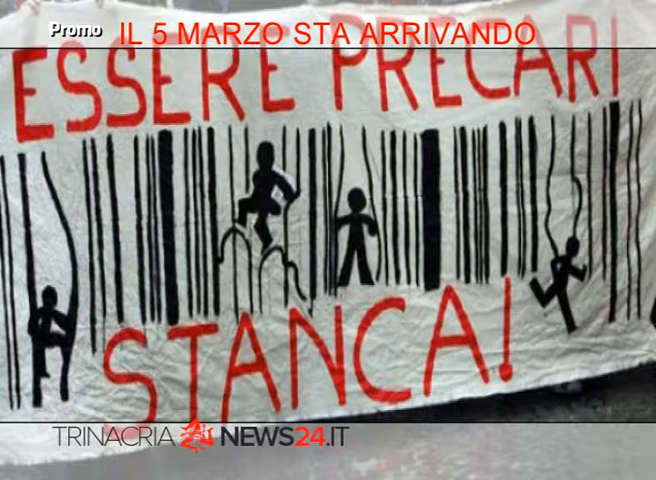 Promo IL 5 MARZO STA ARRIVANDO
ESSERE PRECARI
STANCA!
TRINACRIA NEWS24.IT